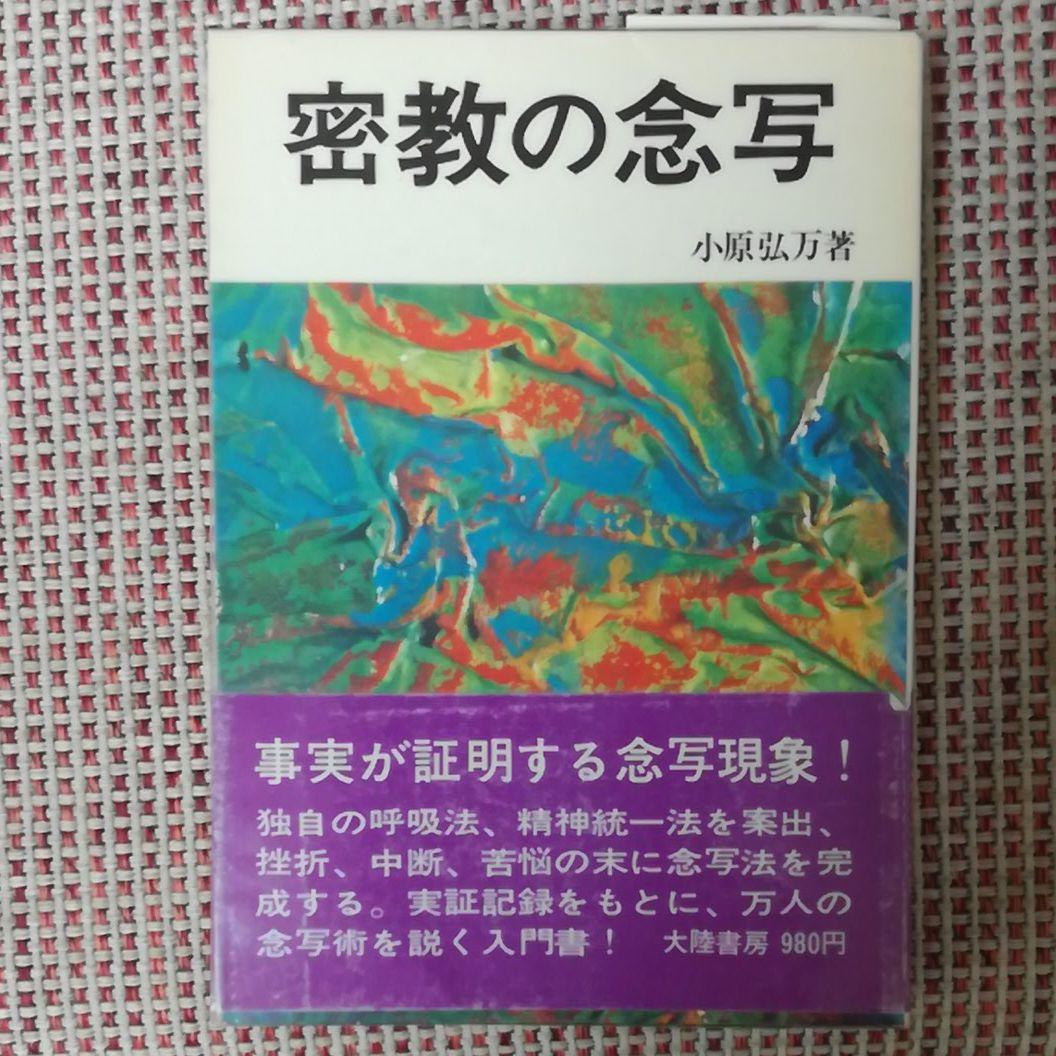 密教の念写
小原弘万著
事実が証明する念写現象！
独自の呼吸法、精神統一法を案出、
挫折、中断、苦悩の末に念写法を完
成する。実証記録をもとに、万人の
念写術を説く入門書！ 大陸書房 980円